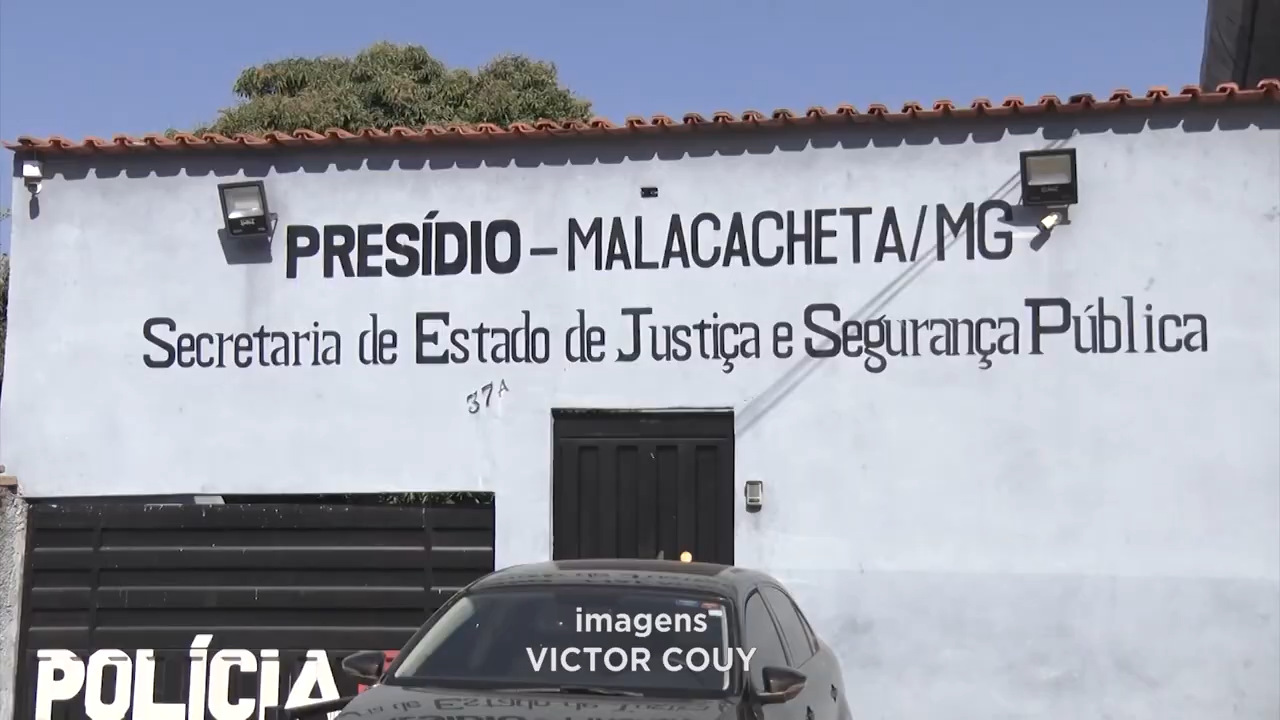 PRESÍDIO – MALACACHETA/MG
Secretaria de Estado de Justiça e Segurança Pública
37A
imagens
VICTOR COUY
POLÍCIA